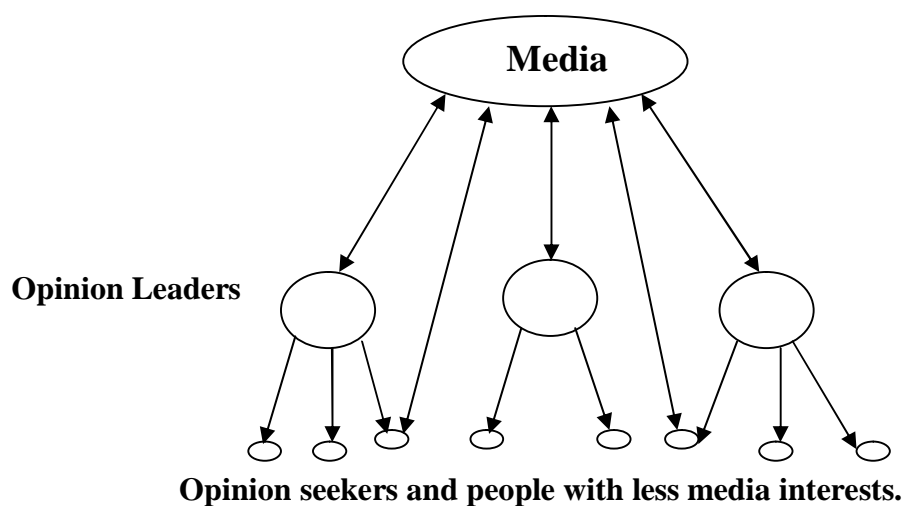 Media
Opinion Leaders
Opinion seekers and people with less media interests.